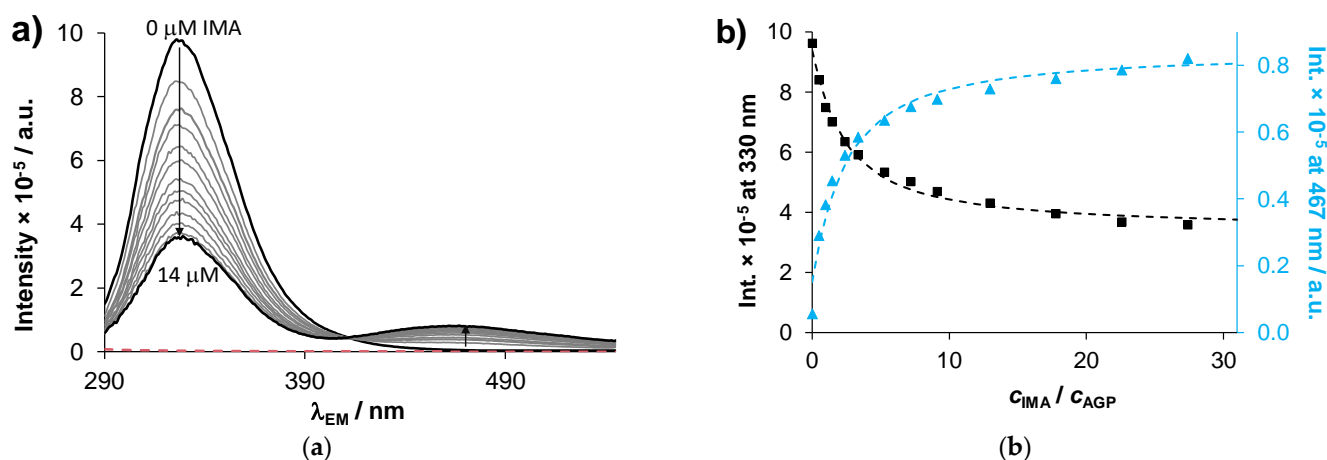 a)
0 μM IMA
14 μM
10
8
6
4
2
0
Intensity × 10⁻⁵ / a.u.
290
390
490
λEM / nm
(a)
b)
10
8
6
4
2
0
Int. × 10⁻⁵ at 330 nm
0
10
20
30
cIMA / cAGP
0.8
0.6
0.4
0.2
0.0
Int. × 10⁻⁵ at 467 nm / a.u.
(b)